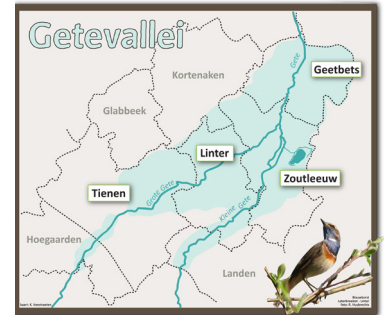 Getevallei
Kortenaken
Gete
Geetbets
Glabbeek
Linter
Zoutleeuw
Tienen
Grote Gete
Kleine Gete
Hoegaarden
Landen